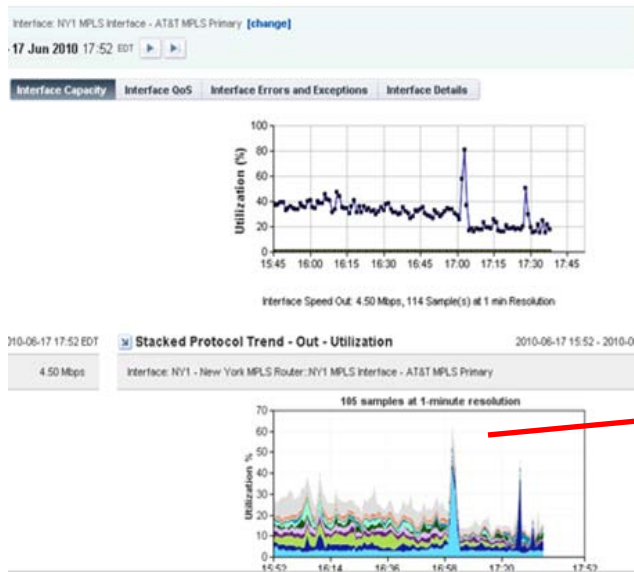 Interface: NY1 MPLS Interface - AT&T MPLS Primary [change]
- 17 Jun 2010 17:52 EDT
Interface Capacity Interface QoS Interface Errors and Exceptions Interface Details
Utilization (%)
100
80
60
40
20
0
15:45 16:00 16:15 16:30 16:45 17:00 17:15 17:30 17:45
Interface Speed Out: 4.50 Mbps, 114 Sample(s) at 1 min Resolution
010-06-17 17:52 EDT
Stacked Protocol Trend - Out - Utilization
2010-06-17 15:52 - 2010-0
4.50 Mbps
Interface: NY1 - New York MPLS Router: NY1 MPLS Interface - AT&T MPLS Primary
105 samples at 1-minute resolution
Utilization %
70
60
50
40
30
20
10
0
15:52 16:14 16:36 16:58 17:20 17:52